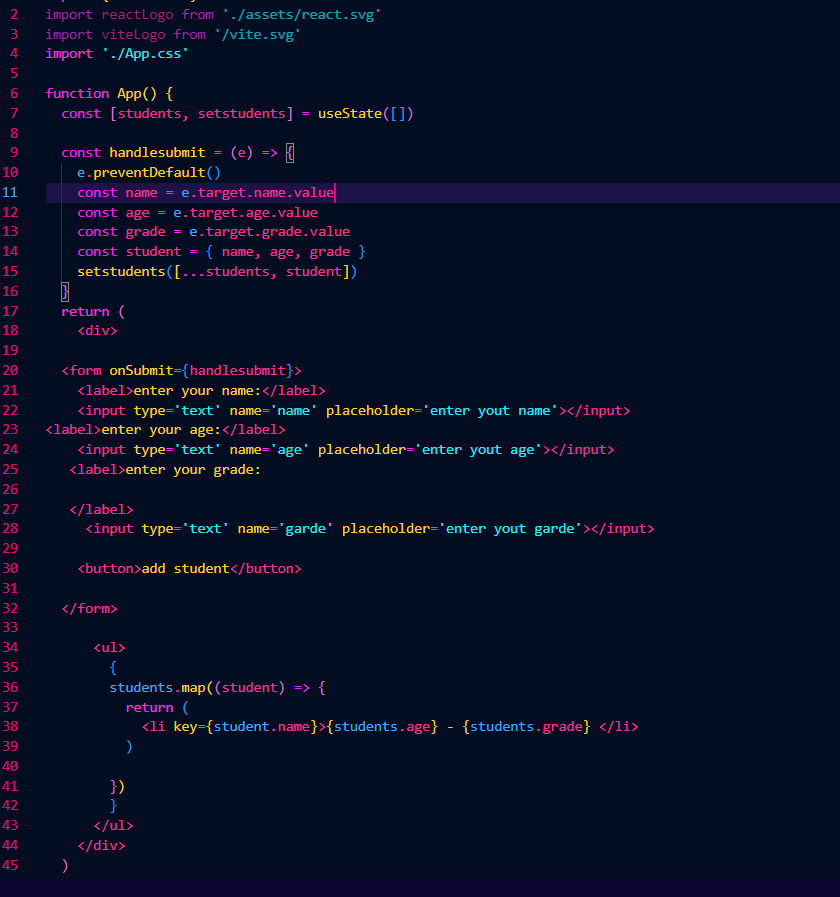 2 import reactLogo from './assets/react.svg'
3 import viteLogo from '/vite.svg'
4 import './App.css'
5
6 function App() {
7 const [students, setstudents] = useState([])
8
9 const handlesubmit = (e) => {
10 e.preventDefault()
11 const name = e.target.name.value
12 const age = e.target.age.value
13 const grade = e.target.grade.value
14 const student = { name, age, grade }
15 setstudents([...students, student])
16 }
17 return (
18 <div>
19
20 <form onSubmit={handlesubmit}>
21 <label>enter your name:</label>
22 <input type='text' name='name' placeholder='enter yout name'></input>
23 <label>enter your age:</label>
24 <input type='text' name='age' placeholder='enter yout age'></input>
25 <label>enter your grade:
26
27 </label>
28 <input type='text' name='garde' placeholder='enter yout garde'></input>
29
30 <button>add student</button>
31
32 </form>
33
34 <ul>
35 {
36 students.map((student) => {
37 return (
38 <li key={student.name}>{students.age} - {students.grade} </li>
39 )
40
41 })
42 }
43 </ul>
44 </div>
45 )